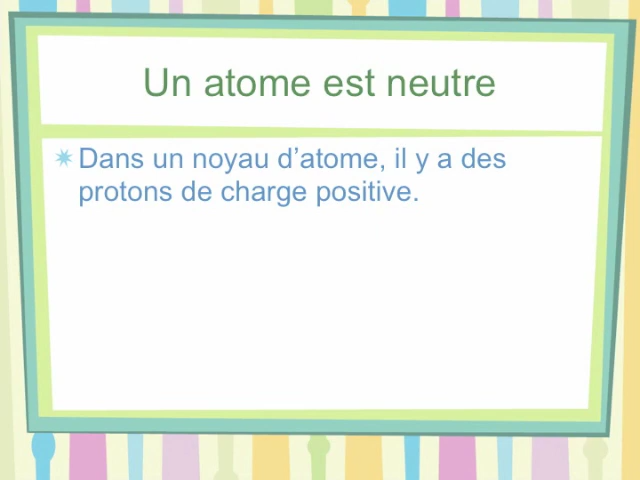 Un atome est neutre
Dans un noyau d’atome, il y a des
protons de charge positive.